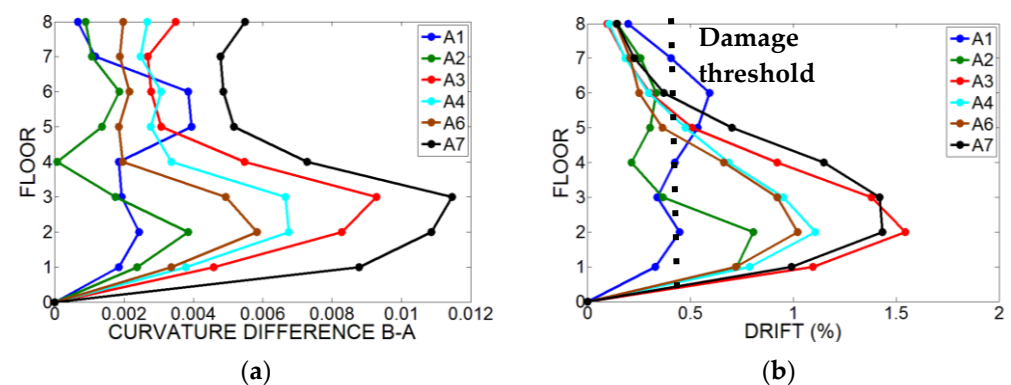 8
7
6
5
4
3
2
1
0
FLOOR
0
0.002
0.004
0.006
0.008
0.01
0.012
CURVATURE DIFFERENCE B-A
A1
A2
A3
A4
A6
A7
(a)
8
7
6
5
4
3
2
1
0
FLOOR
0
0.5
1
1.5
2
DRIFT (%)
Damage
threshold
A1
A2
A3
A4
A6
A7
(b)